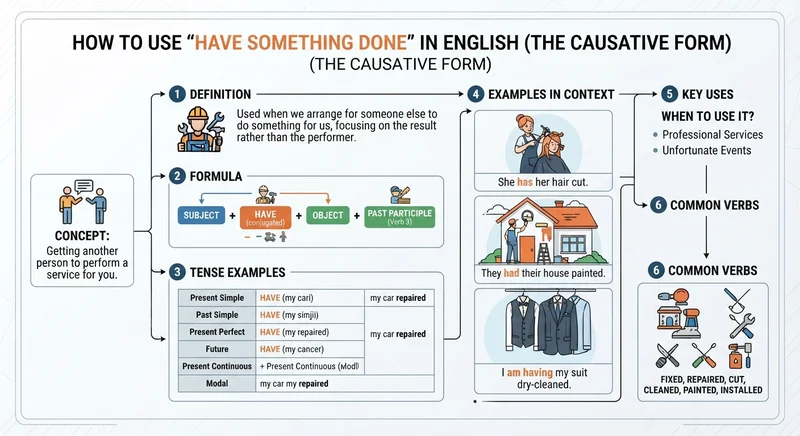 HOW TO USE “HAVE SOMETHING DONE” IN ENGLISH (THE CAUSATIVE FORM)
(THE CAUSATIVE FORM)
CONCEPT:
Getting another
person to perform a
service for you.
1 DEFINITION
Used when we arrange for someone else to
do something for us, focusing on the result
rather than the performer.
2 FORMULA
SUBJECT + HAVE + OBJECT + PAST PARTICIPLE
(conjugated) (Verb 3)
3 TENSE EXAMPLES
Present Simple HAVE (my cari) my car repaired
Past Simple HAVE (my simjii)
Present Perfect HAVE (my repaired) my car repaired
Future HAVE (my cancer)
Present Continuous + Present Continuous (Modl)
Modal my car my repaired
4 EXAMPLES IN CONTEXT
She has her hair cut.
They had their house painted.
I am having my suit
dry-cleaned.
5 KEY USES
WHEN TO USE IT?
• Professional Services
• Unfortunate Events
6 COMMON VERBS
6 COMMON VERBS
FIXED, REPAIRED, CUT,
CLEANED, PAINTED, INSTALLED